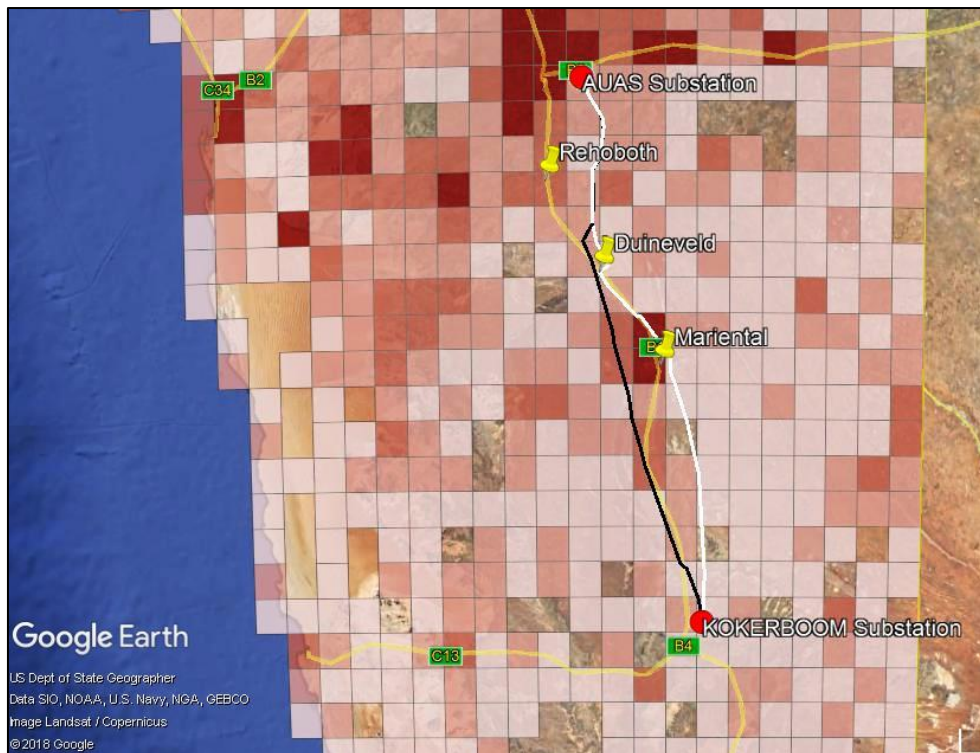 C34
B2
AUAS Substation
Rehoboth
Duineveld
Mariental
KOKERBOOM Substation
B4
C13
Google Earth
US Dept of State Geographer
Data SIO, NOAA, U.S. Navy, NGA, GEBCO
Image Landsat / Copernicus
© 2018 Google